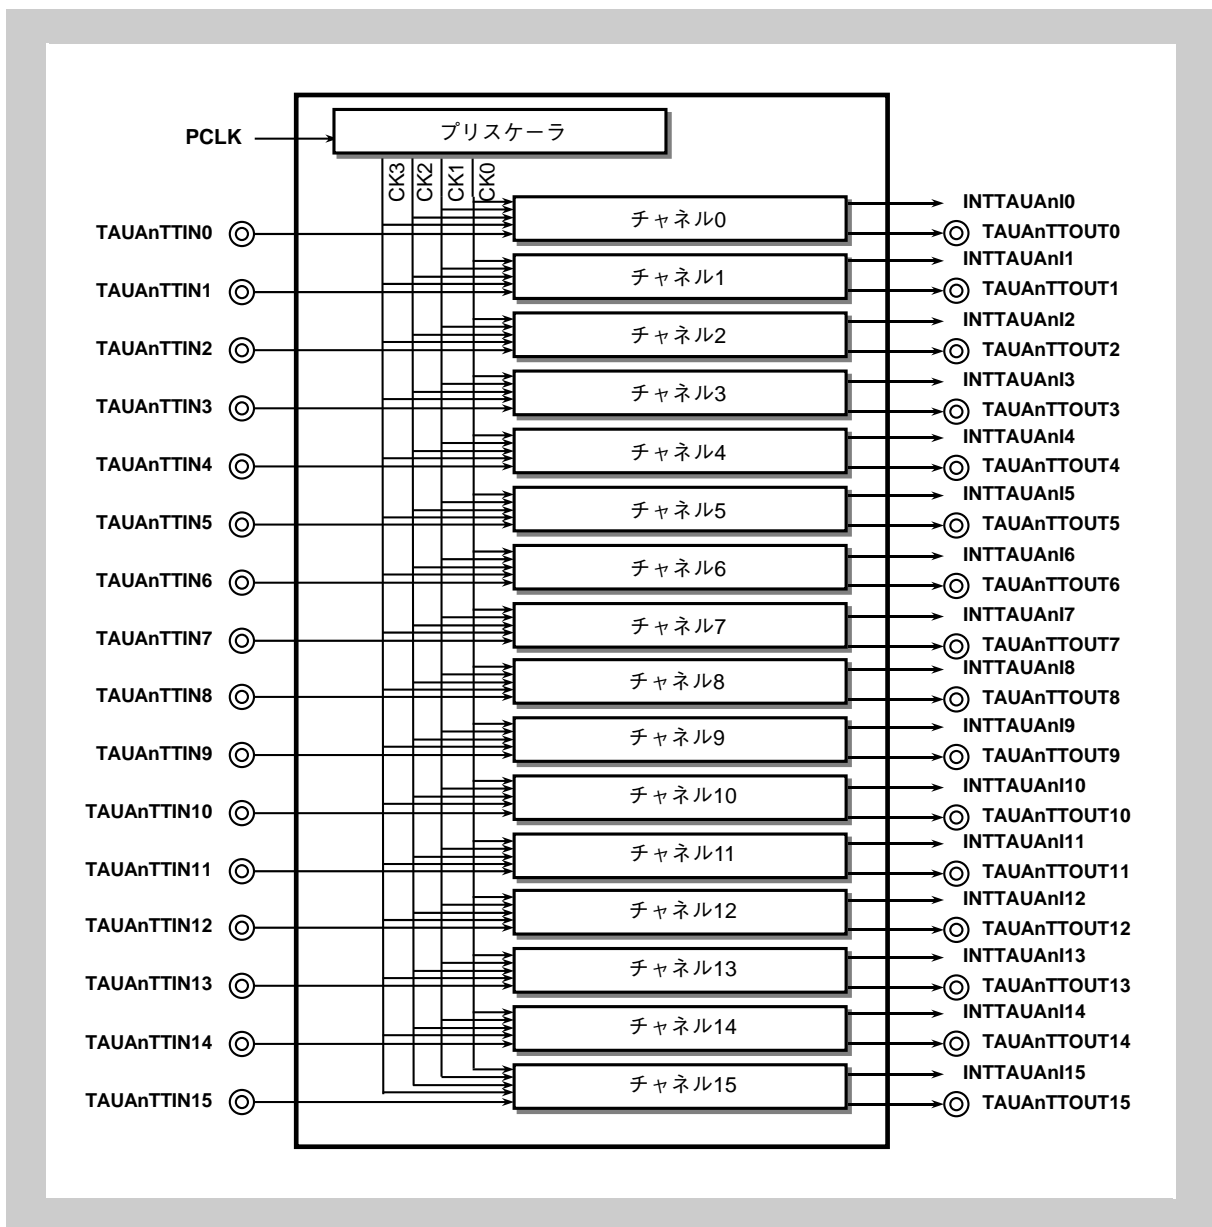 PCLK
プリスケーラ
CK3
CK2
CK1
CK0
TAUAnTTIN0
チャネル0
INTTAUAnI0
TAUAnTTOUT0
TAUAnTTIN1
チャネル1
INTTAUAnI1
TAUAnTTOUT1
TAUAnTTIN2
チャネル2
INTTAUAnI2
TAUAnTTOUT2
TAUAnTTIN3
チャネル3
INTTAUAnI3
TAUAnTTOUT3
TAUAnTTIN4
チャネル4
INTTAUAnI4
TAUAnTTOUT4
TAUAnTTIN5
チャネル5
INTTAUAnI5
TAUAnTTOUT5
TAUAnTTIN6
チャネル6
INTTAUAnI6
TAUAnTTOUT6
TAUAnTTIN7
チャネル7
INTTAUAnI7
TAUAnTTOUT7
TAUAnTTIN8
チャネル8
INTTAUAnI8
TAUAnTTOUT8
TAUAnTTIN9
チャネル9
INTTAUAnI9
TAUAnTTOUT9
TAUAnTTIN10
チャネル10
INTTAUAnI10
TAUAnTTOUT10
TAUAnTTIN11
チャネル11
INTTAUAnI11
TAUAnTTOUT11
TAUAnTTIN12
チャネル12
INTTAUAnI12
TAUAnTTOUT12
TAUAnTTIN13
チャネル13
INTTAUAnI13
TAUAnTTOUT13
TAUAnTTIN14
チャネル14
INTTAUAnI14
TAUAnTTOUT14
TAUAnTTIN15
チャネル15
INTTAUAnI15
TAUAnTTOUT15